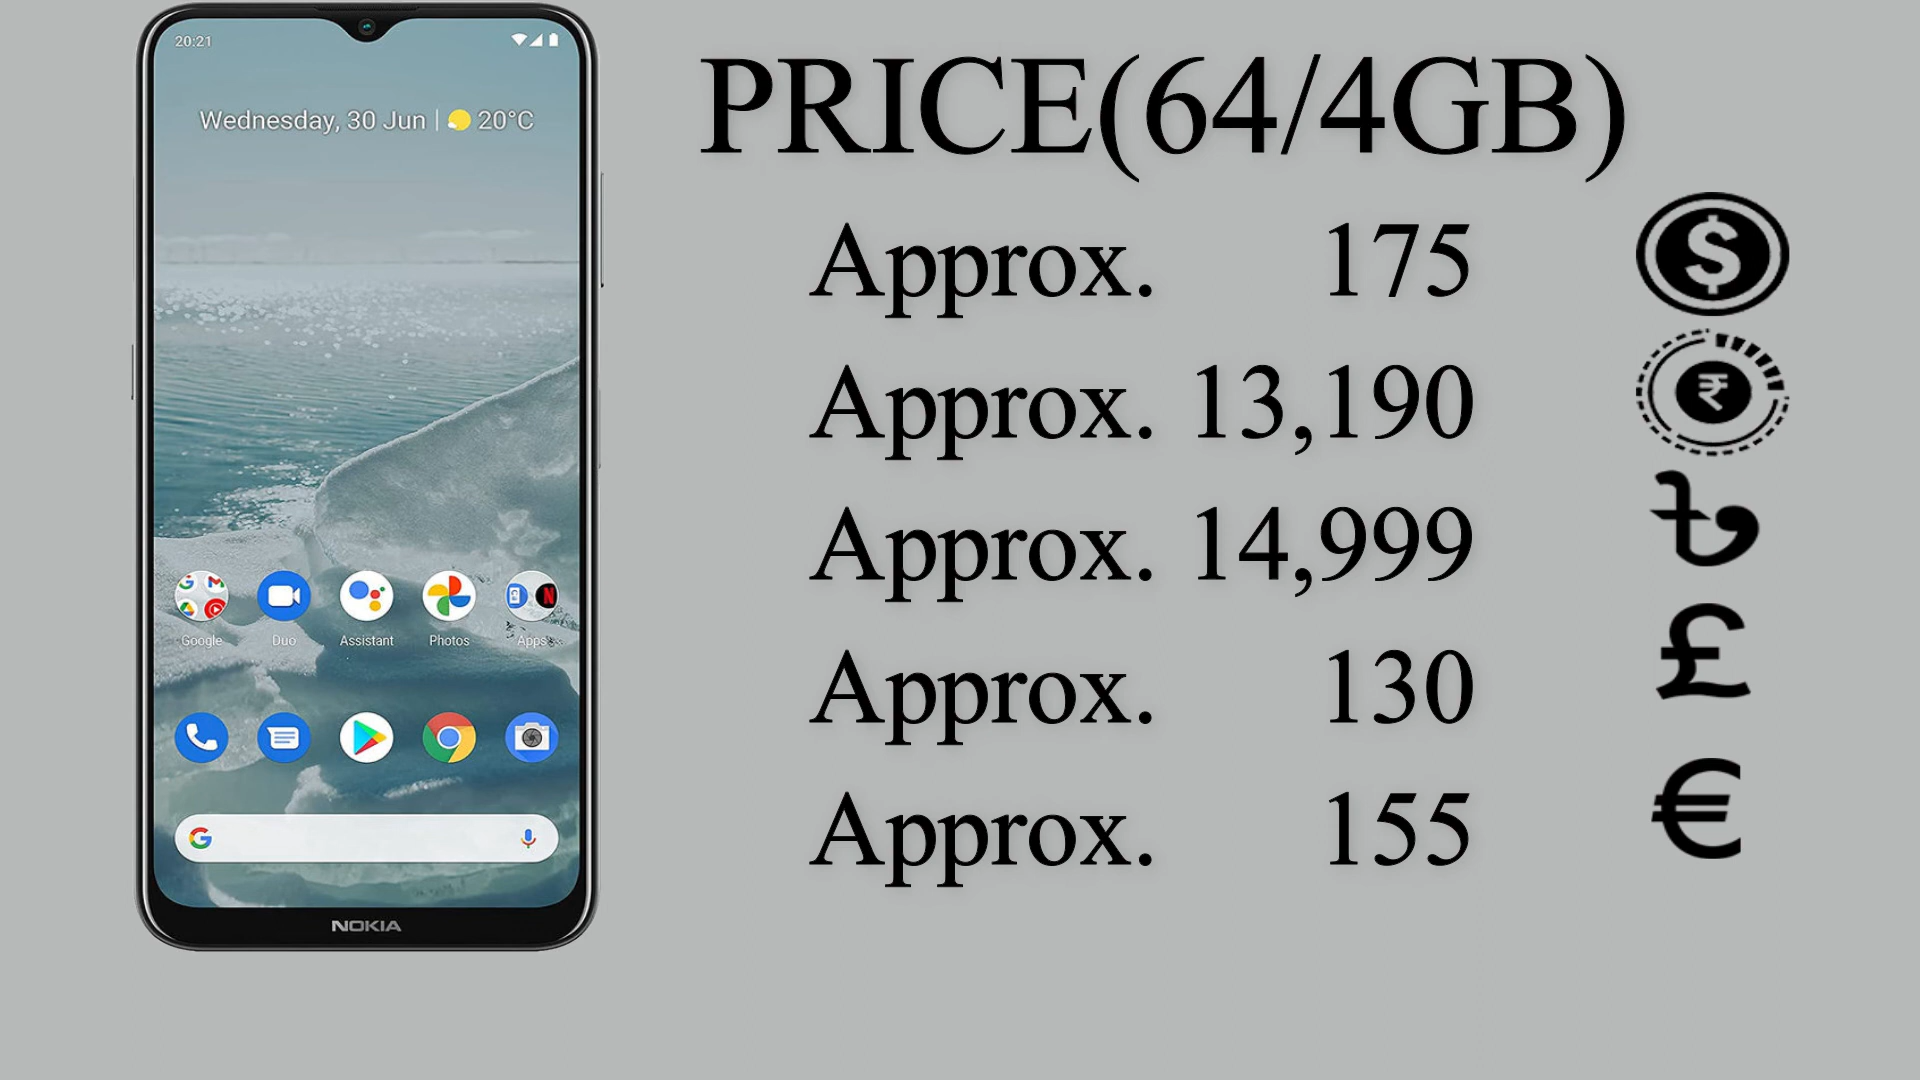 20:21
Wednesday, 30 Jun | 20°C
Google Duo Assistant Photos Apps
NOKIA
PRICE(64/4GB)
Approx. 175 $
Approx. 13,190 ₹
Approx. 14,999 ৳
Approx. 130 £
Approx. 155 €